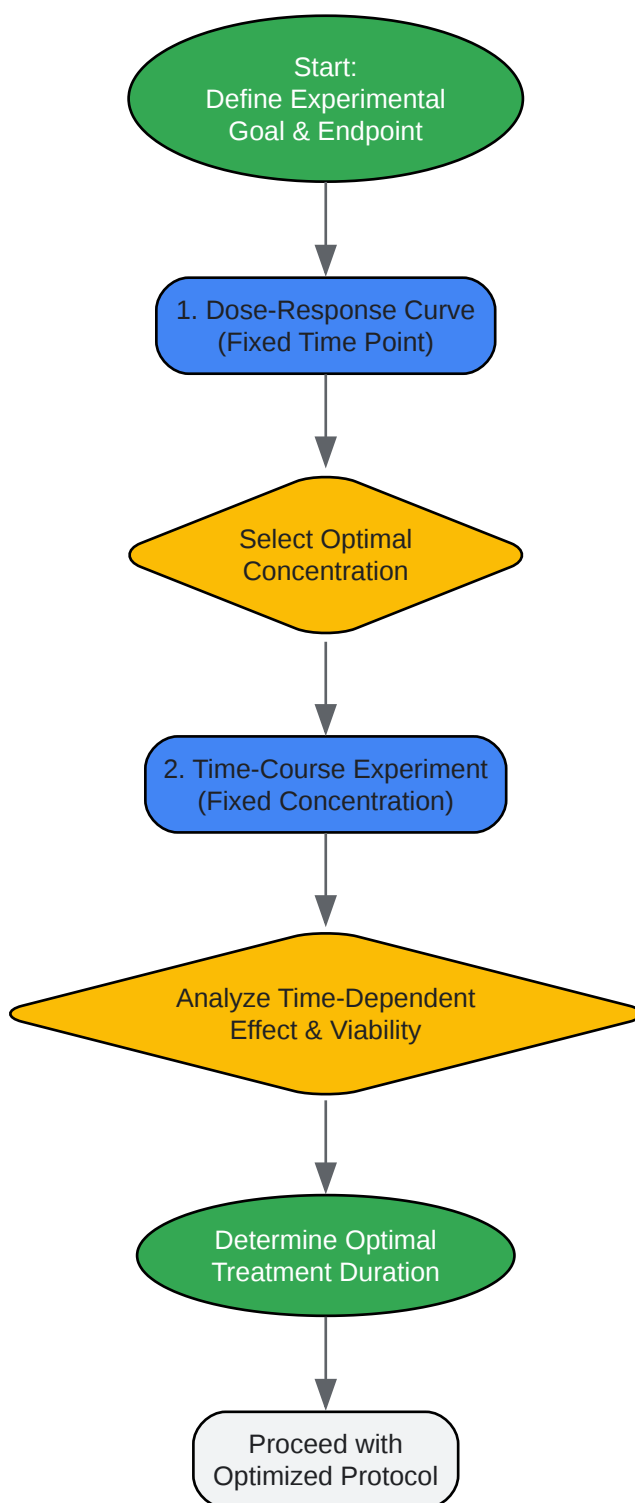 Start:
Define Experimental
Goal & Endpoint
1. Dose-Response Curve
(Fixed Time Point)
Select Optimal
Concentration
2. Time-Course Experiment
(Fixed Concentration)
Analyze Time-Dependent
Effect & Viability
Determine Optimal
Treatment Duration
Proceed with
Optimized Protocol